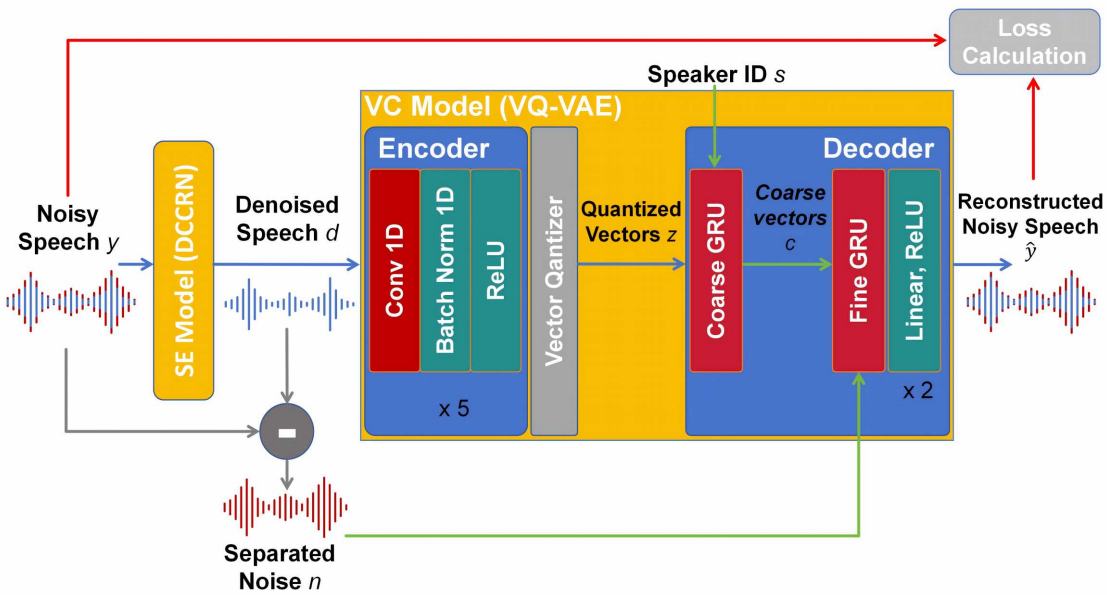 Loss
Calculation
Speaker ID s
VC Model (VQ-VAE)
Encoder
Decoder
Noisy
Speech y
SE Model (DCCRN)
Denoised
Speech d
Conv 1D
Batch Norm 1D
ReLU
x 5
Vector Qantizer
Quantized
Vectors z
Coarse GRU
Coarse
vectors
c
Fine GRU
Linear, ReLU
x 2
Reconstructed
Noisy Speech
ŷ
-
Separated
Noise n